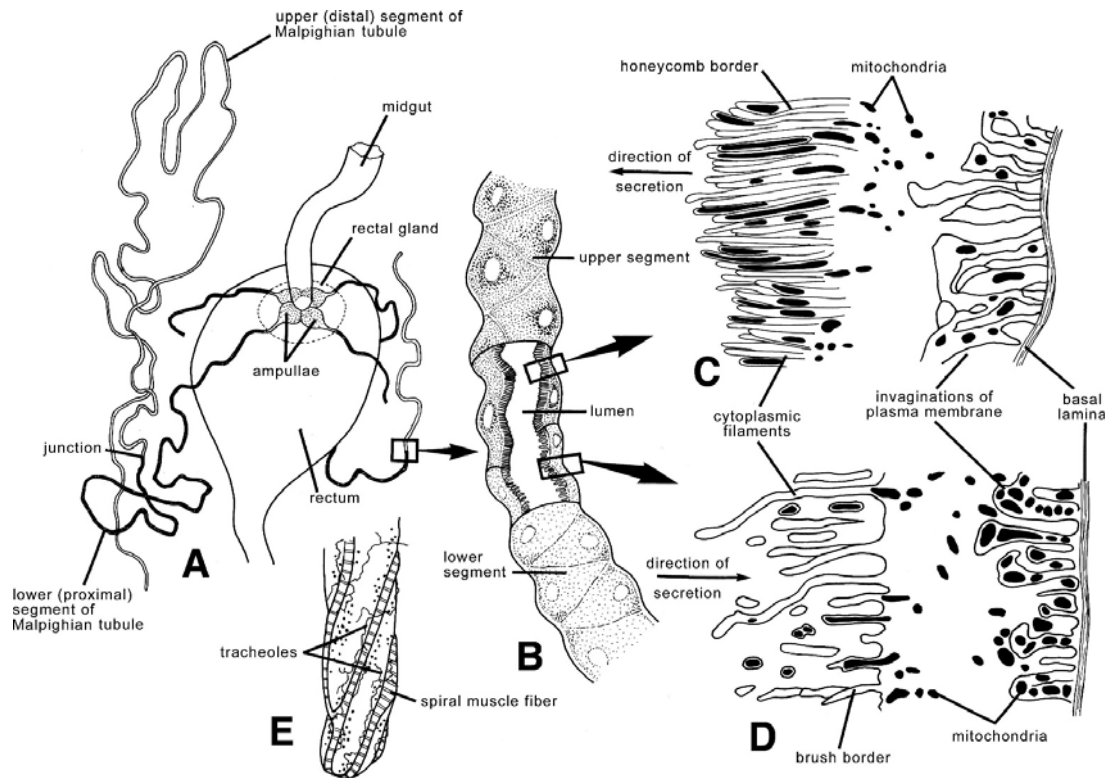 upper (distal) segment of
Malpighian tubule
midgut
rectal gland
ampullae
junction
rectum
A
lower (proximal)
segment of
Malpighian tubule
upper segment
lumen
lower
segment
B
honeycomb border
mitochondria
direction of
secretion
C
cytoplasmic
filaments
invaginations of
plasma membrane
basal
lamina
direction of
secretion
D
brush border
mitochondria
tracheoles
spiral muscle fiber
E